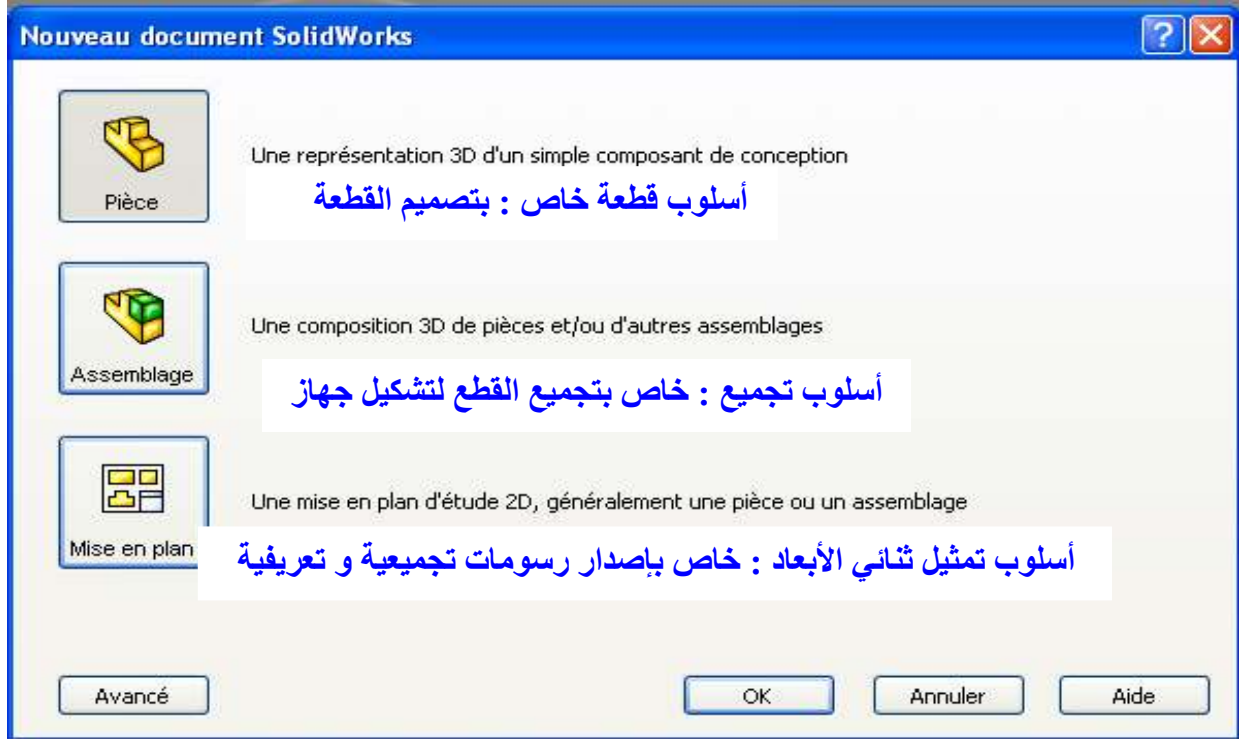 Nouveau document SolidWorks
Une représentation 3D d'un simple composant de conception
Pièce
أسلوب قطعة خاص : بتصميم القطعة
Une composition 3D de pièces et/ou d'autres assemblages
Assemblage
أسلوب تجميع : خاص بتجميع القطع لتشكيل جهاز
Une mise en plan d'étude 2D, généralement une pièce ou un assemblage
Mise en plan
أسلوب تمثيل ثنائي الأبعاد : خاص بإصدار رسومات تجميعية و تعريفية
Avancé
OK
Annuler
Aide